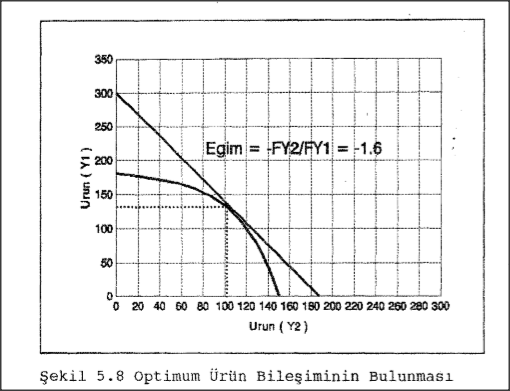 350
300
250
200
150
100
50
0
Urun ( Y1 )
Egim = -FY2/FY1 = -1.6
0 20 40 60 80 100 120 140 160 180 200 220 240 260 280 300
Urun ( Y2 )
Şekil 5.8 Optimum Ürün Bileşiminin Bulunması